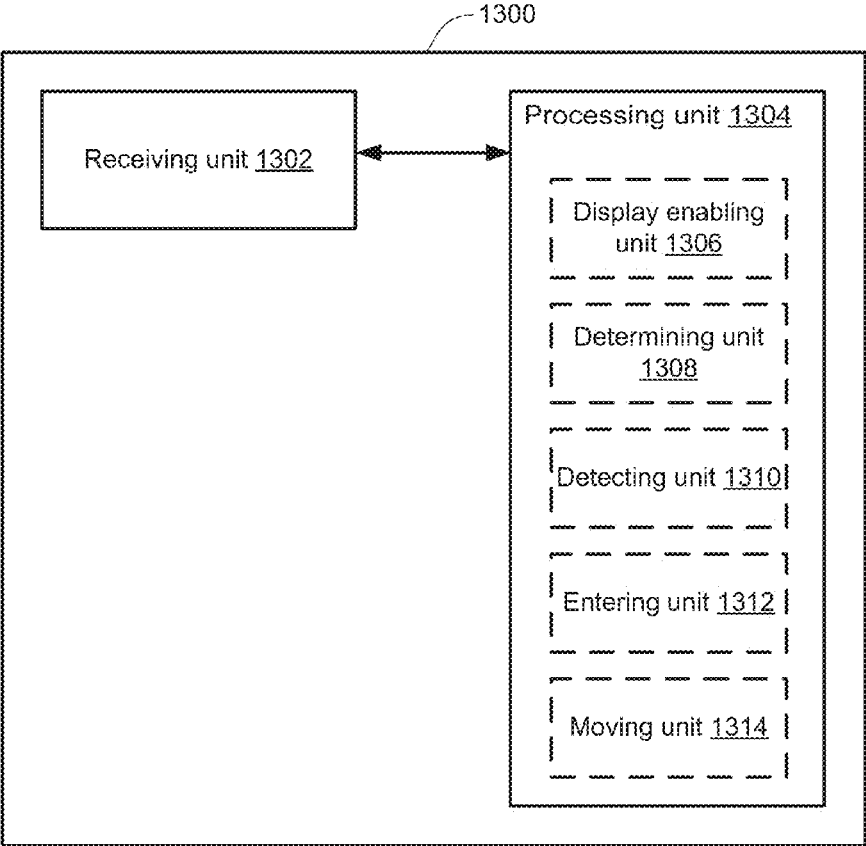 1300
Receiving unit 1302
Processing unit 1304
Display enabling
unit 1306
Determining unit
1308
Detecting unit 1310
Entering unit 1312
Moving unit 1314